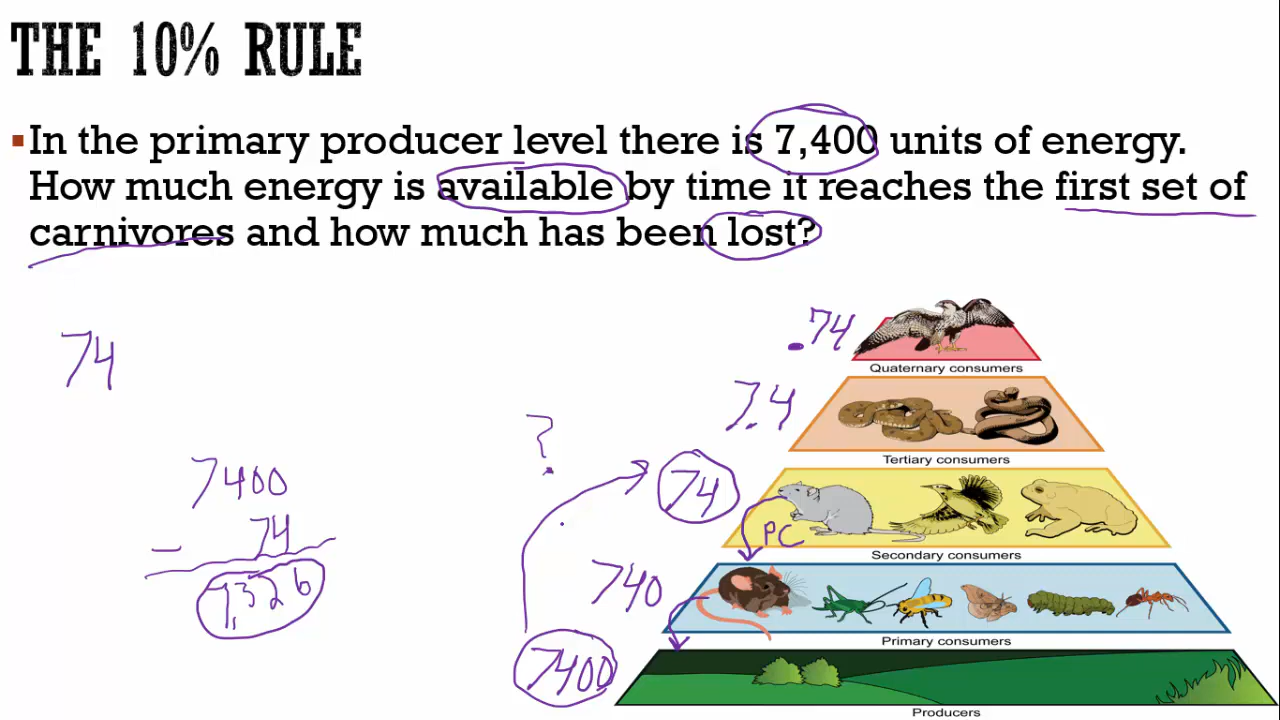 THE 10% RULE
In the primary producer level there is 7,400 units of energy.
How much energy is available by time it reaches the first set of
carnivores and how much has been lost?
.74
Quaternary consumers
74
7.4
Tertiary consumers
?
7400
74
PC
Secondary consumers
- 74
7,326
740
Primary consumers
7400
Producers